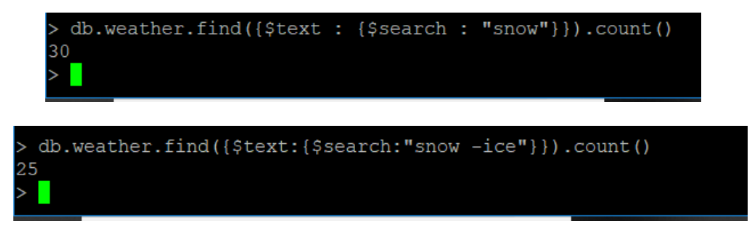 > db.weather.find({$text : {$search : "snow"}}).count()
30
>
> db.weather.find({$text:{$search:"snow -ice"}}).count()
25
>